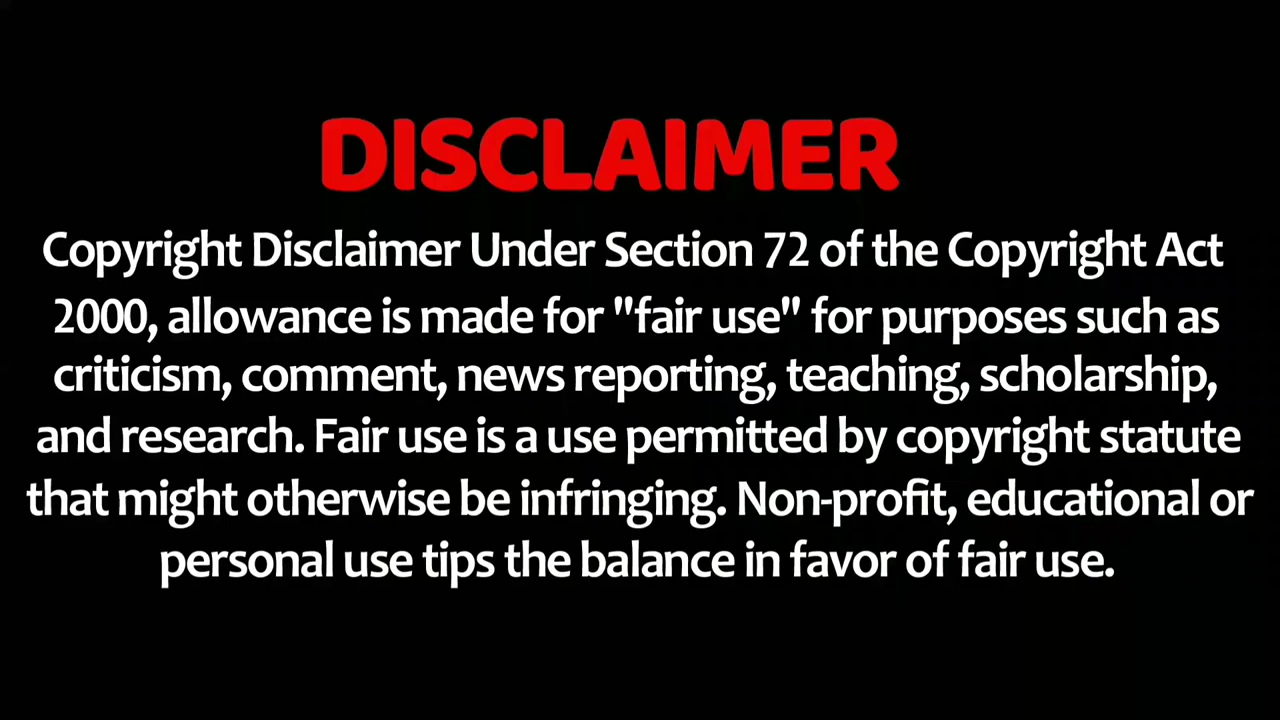 DISCLAIMER
Copyright Disclaimer Under Section 72 of the Copyright Act
2000, allowance is made for "fair use" for purposes such as
criticism, comment, news reporting, teaching, scholarship,
and research. Fair use is a use permitted by copyright statute
that might otherwise be infringing. Non-profit, educational or
personal use tips the balance in favor of fair use.